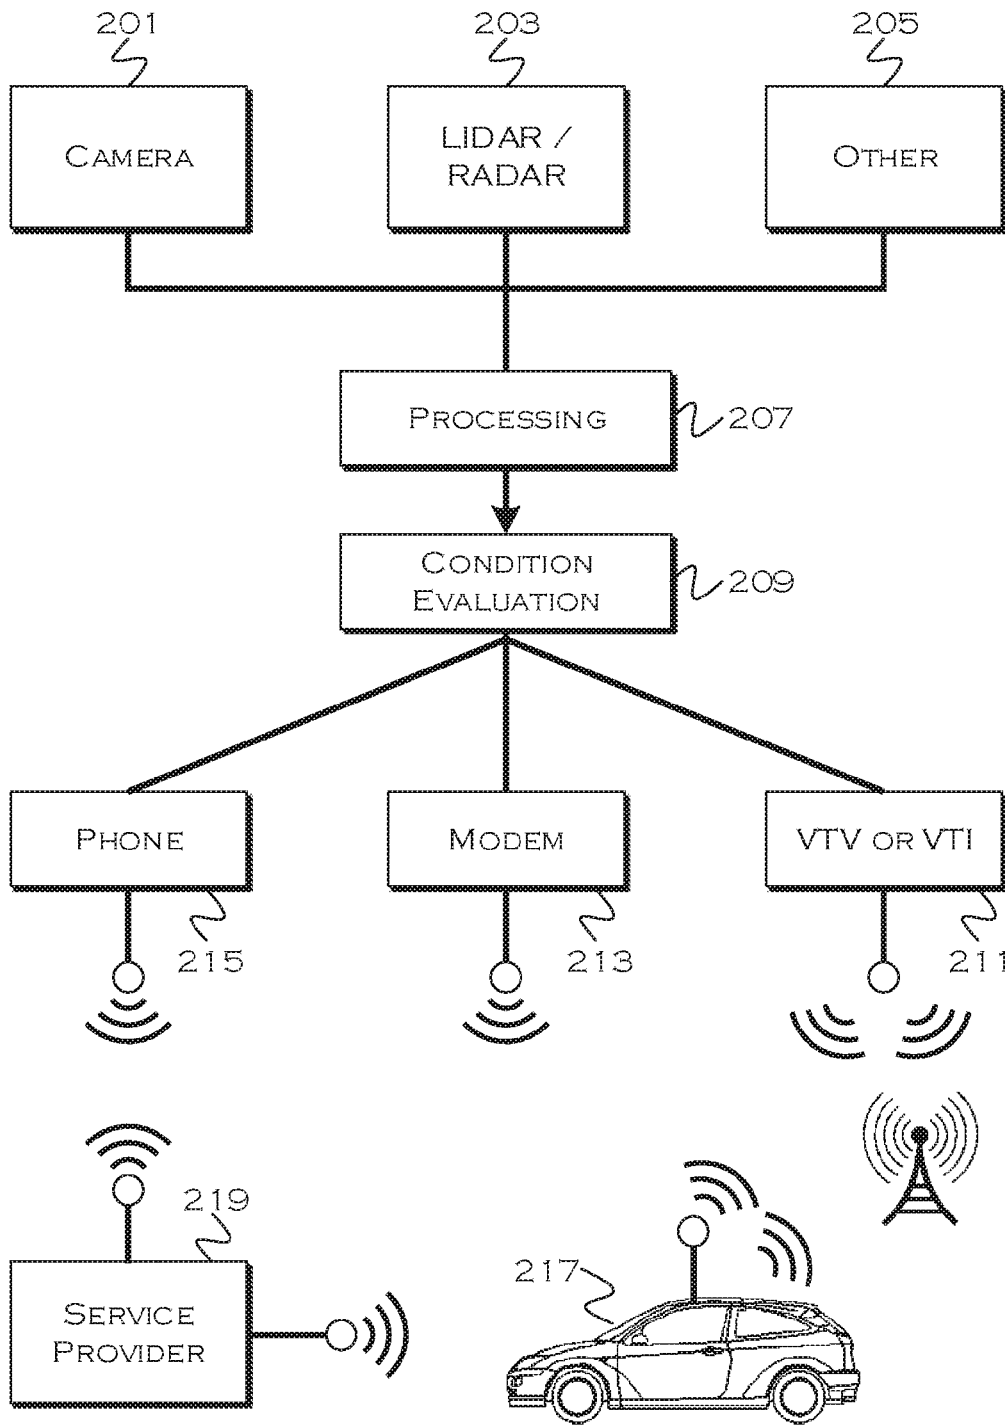 201
203
205
CAMERA
LIDAR /
RADAR
OTHER
PROCESSING
207
CONDITION
EVALUATION
209
PHONE
MODEM
VTV OR VTI
215
213
211
219
217
SERVICE
PROVIDER